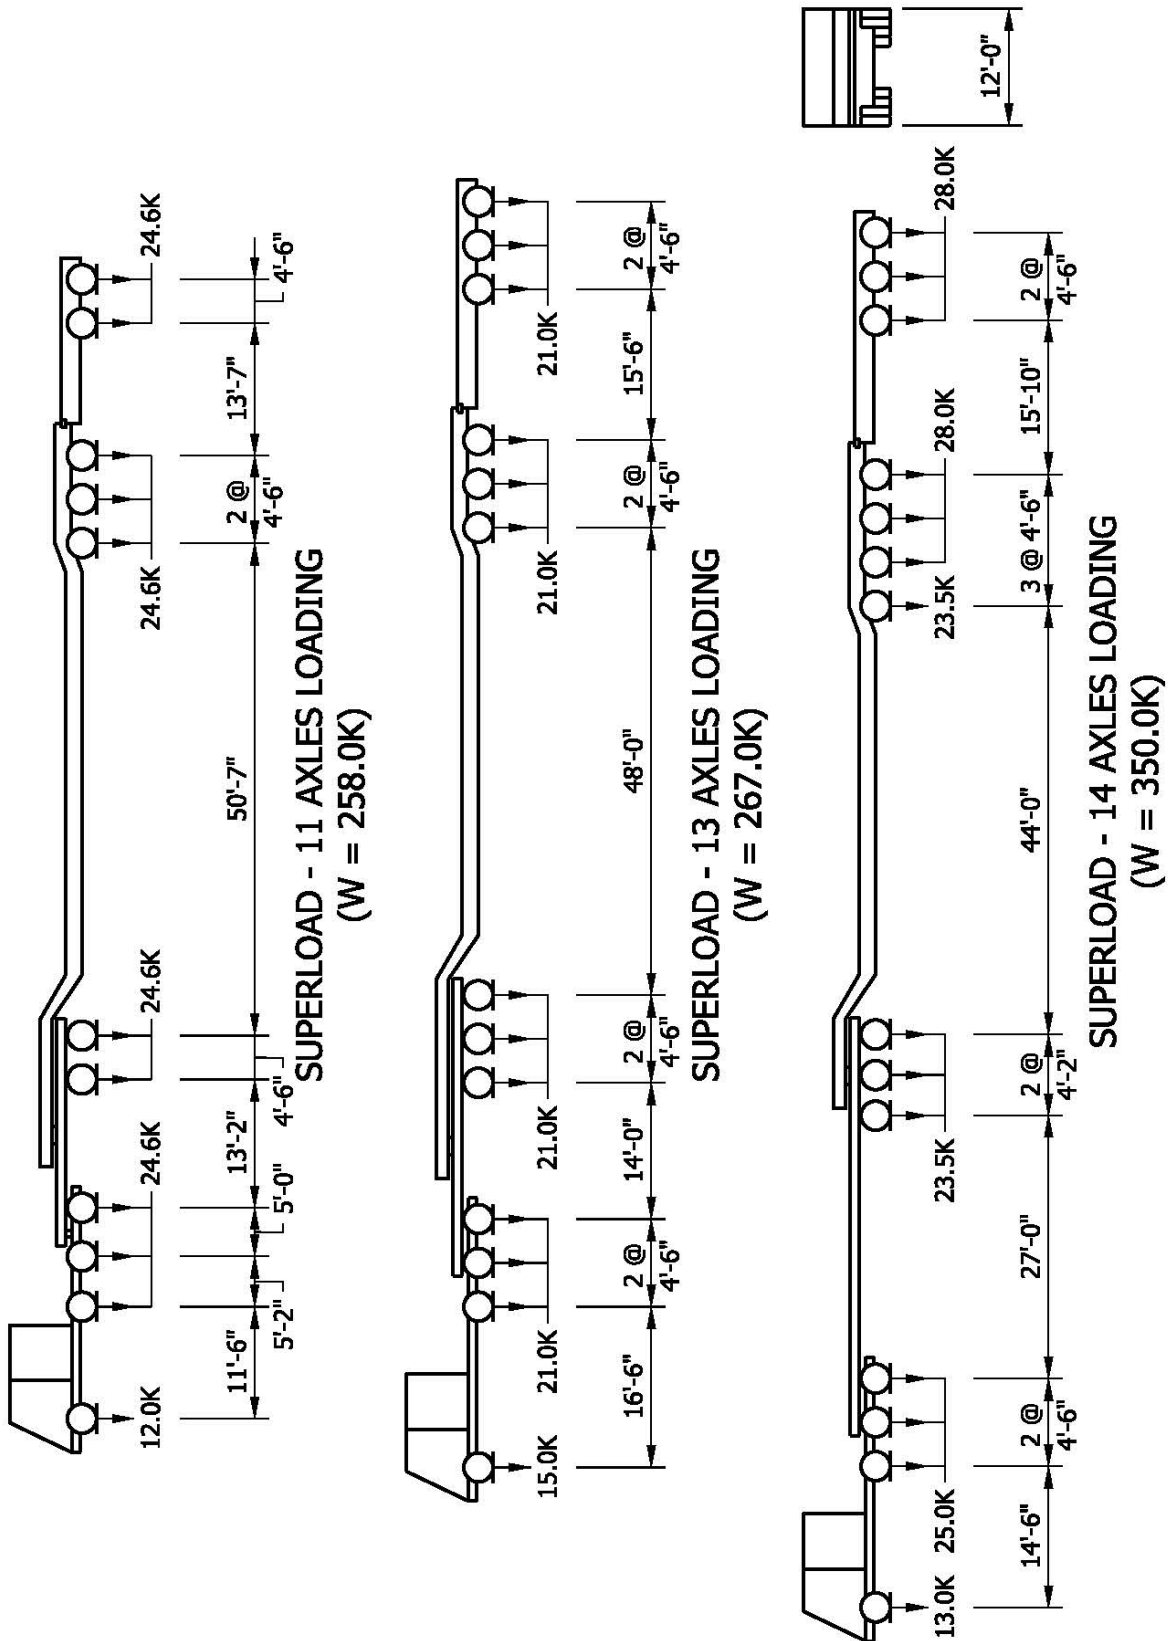 12.0K
24.6K
24.6K
24.6K
24.6K
11'-6"
5'-2"
5'-0"
13'-2"
4'-6"
50'-7"
2 @
4'-6"
13'-7"
4'-6"
SUPERLOAD - 11 AXLES LOADING
(W = 258.0K)
15.0K
21.0K
21.0K
21.0K
21.0K
16'-6"
2 @
4'-6"
14'-0"
2 @
4'-6"
48'-0"
2 @
4'-6"
15'-6"
2 @
4'-6"
SUPERLOAD - 13 AXLES LOADING
(W = 267.0K)
13.0K
25.0K
23.5K
23.5K
28.0K
28.0K
12'-0"
14'-6"
2 @
4'-6"
27'-0"
2 @
4'-2"
44'-0"
3 @ 4'-6"
15'-10"
2 @
4'-6"
SUPERLOAD - 14 AXLES LOADING
(W = 350.0K)